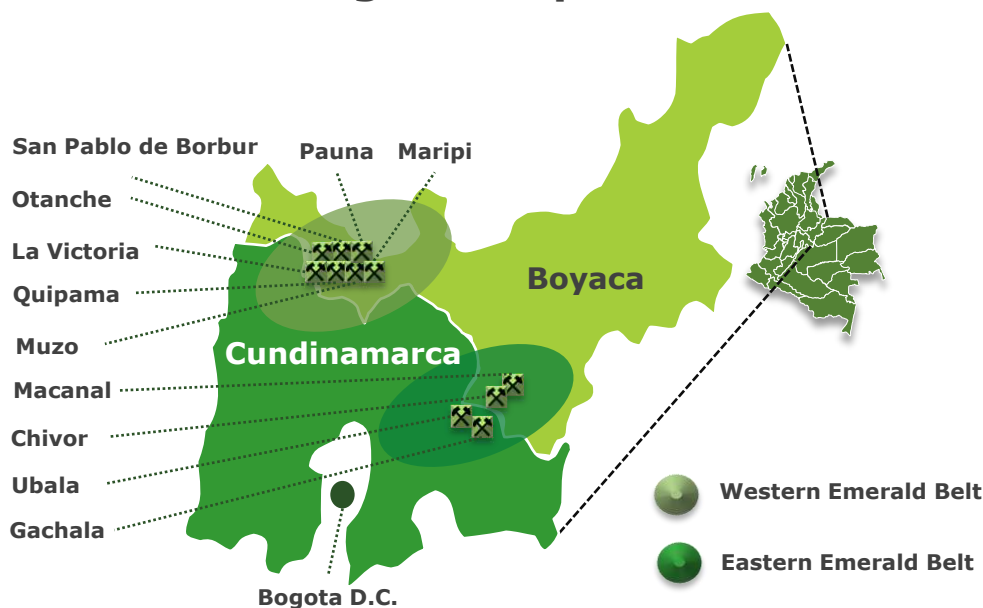 San Pablo de Borbur
Pauna
Maripi
Otanche
La Victoria
Quipama
Muzo
Macanal
Chivor
Ubala
Gachala
Bogota D.C.
Boyaca
Cundinamarca
Western Emerald Belt
Eastern Emerald Belt